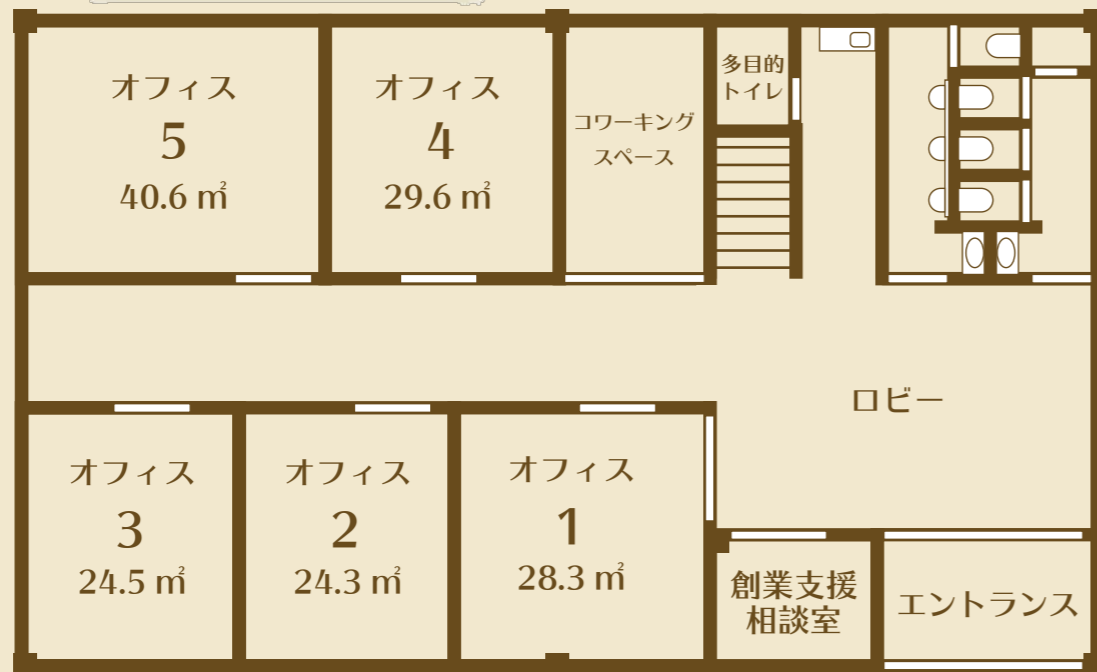 オフィス
5
40.6 ㎡
オフィス
4
29.6 ㎡
コワーキング
スペース
多目的
トイレ
ロビー
オフィス
3
24.5 ㎡
オフィス
2
24.3 ㎡
オフィス
1
28.3 ㎡
創業支援
相談室
エントランス